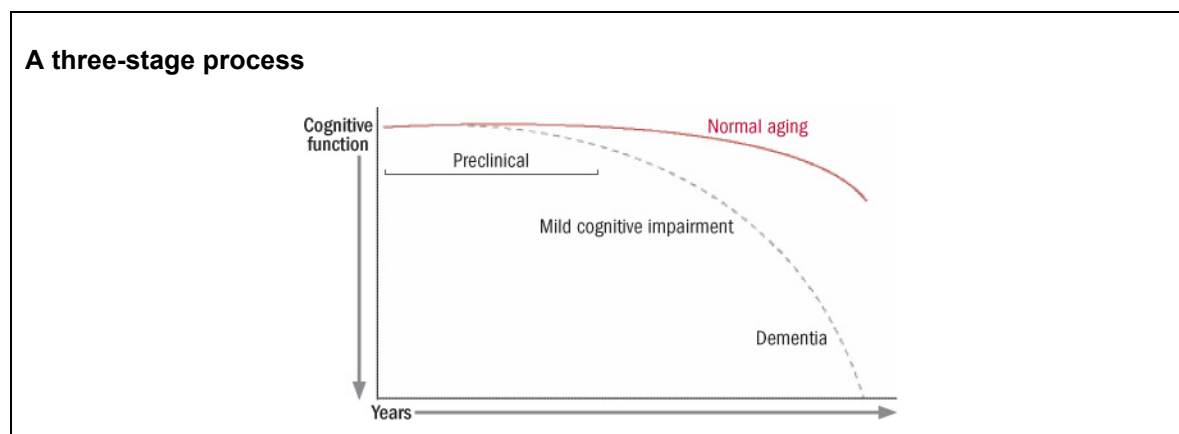 A three-stage process
Cognitive
function
Normal aging
Preclinical
Mild cognitive impairment
Dementia
Years